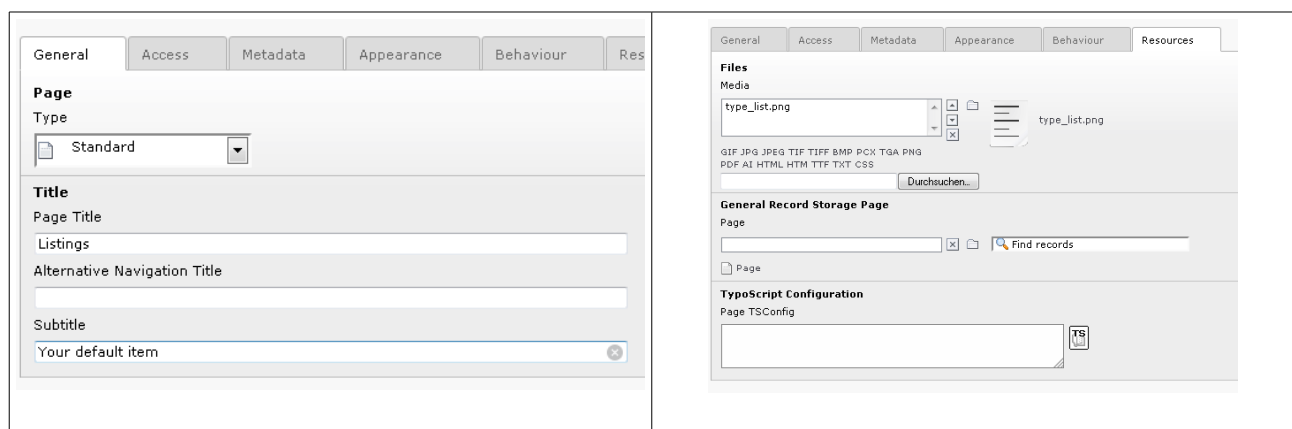 General Access Metadata Appearance Behaviour Res
Page
Type
Standard
Title
Page Title
Listings
Alternative Navigation Title
Subtitle
Your default item
General Access Metadata Appearance Behaviour Resources
Files
Media
type_list.png
type_list.png
GIF JPG JPEG TIF TIFF BMP PCX TGA PNG
PDF AI HTML HTM TTF TXT CSS
Durchsuchen...
General Record Storage Page
Page
Find records
Page
TypoScript Configuration
Page TSConfig
TS